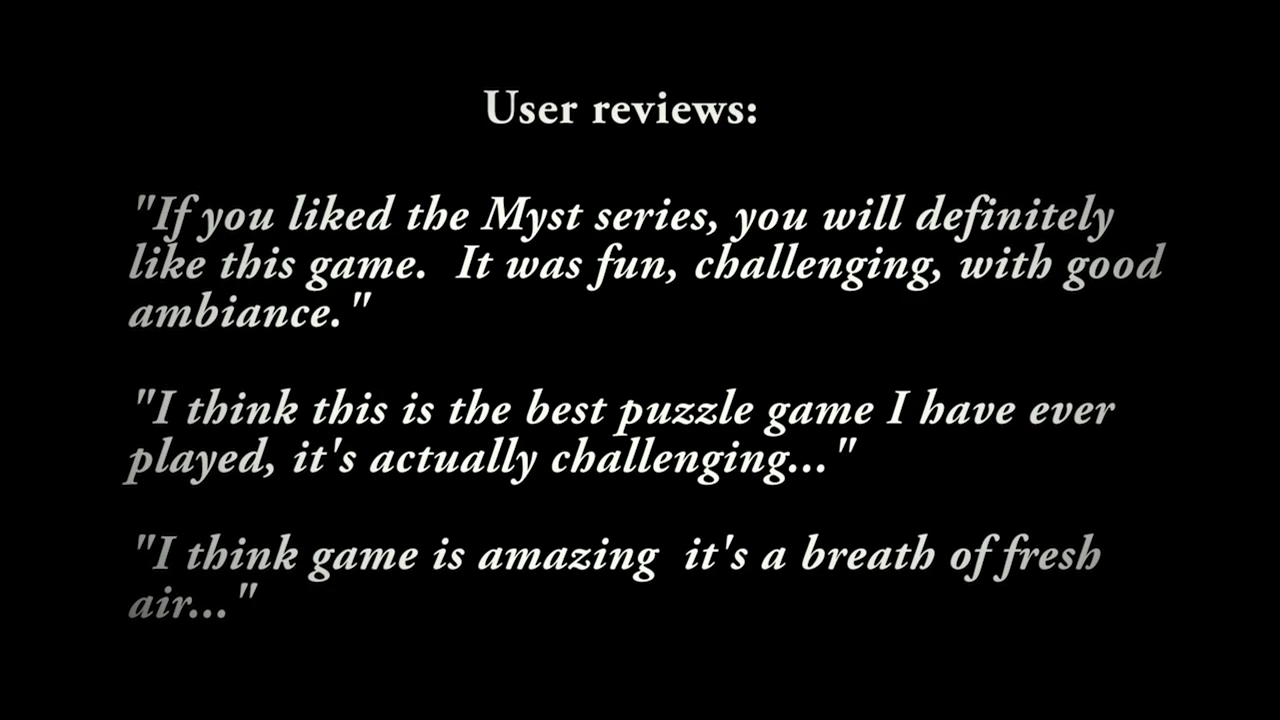 User reviews:
"If you liked the Myst series, you will definitely
like this game.  It was fun, challenging, with good
ambiance."
"I think this is the best puzzle game I have ever
played, it's actually challenging..."
"I think game is amazing  it's a breath of fresh
air..."